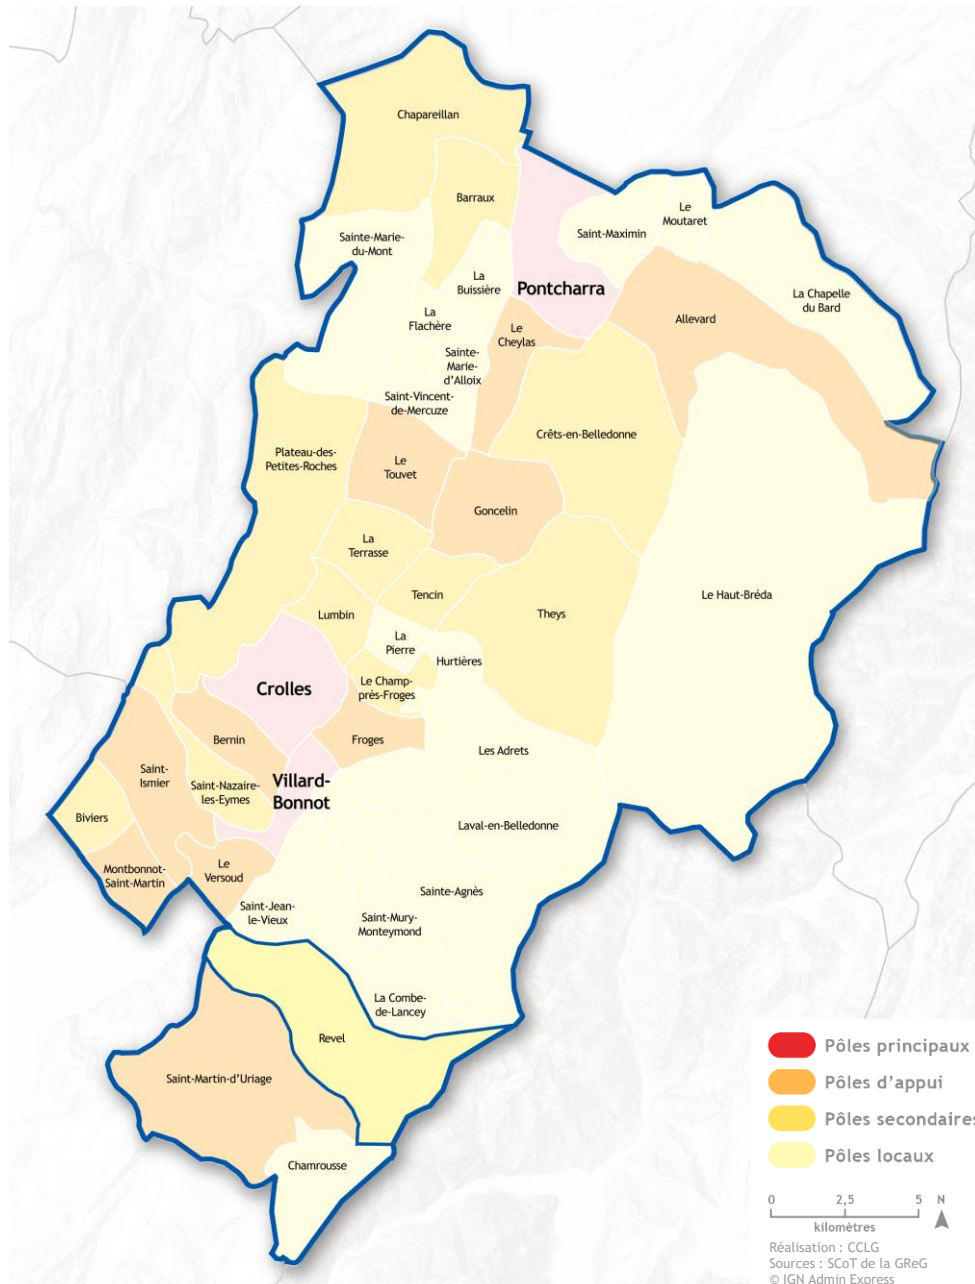 Chapareillan
Barraux
Le
Moutaret
Saint-Maximin
Sainte-Marie-
du-Mont
La
Buissière
Pontcharra
La Chapelle
du Bard
La
Flachère
Le
Cheylas
Allevard
Sainte-
Marie-
d'Alloix
Saint-Vincent-
de-Mercuze
Crêts-en-Belledonne
Plateau-des-
Petites-Roches
Le
Touvet
Goncelin
La
Terrasse
Tencin
Le Haut-Bréda
Lumbin
Theys
La
Pierre
Hurtières
Crolles
Le Champ-
près-Froges
Bernin
Froges
Les Adrets
Saint-
Ismier
Villard-
Bonnot
Saint-Nazaire-
les-Eymes
Biviers
Laval-en-Belledonne
Montbonnot-
Saint-Martin
Le
Versoud
Sainte-Agnès
Saint-Jean-
le-Vieux
Saint-Mury-
Monteymond
La Combe-
de-Lancey
Revel
Saint-Martin-d'Uriage
Chamrousse
Pôles principaux
Pôles d'appui
Pôles secondaires
Pôles locaux
0 2,5 5 N
kilomètres
Réalisation : CCLG
Sources : SCoT de la GReG
© IGN Admin Express